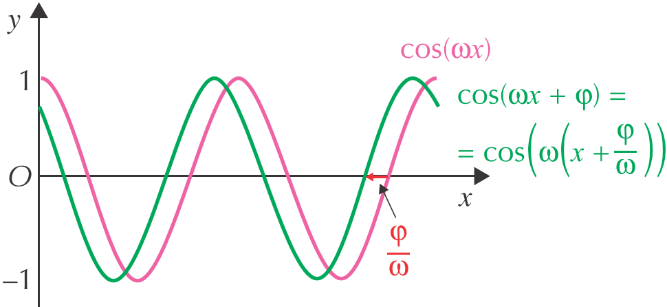 y
cos(ωx)
1
cos(ωx + φ) =
= cos(ω(x + φ/ω))
O
x
φ/ω
–1